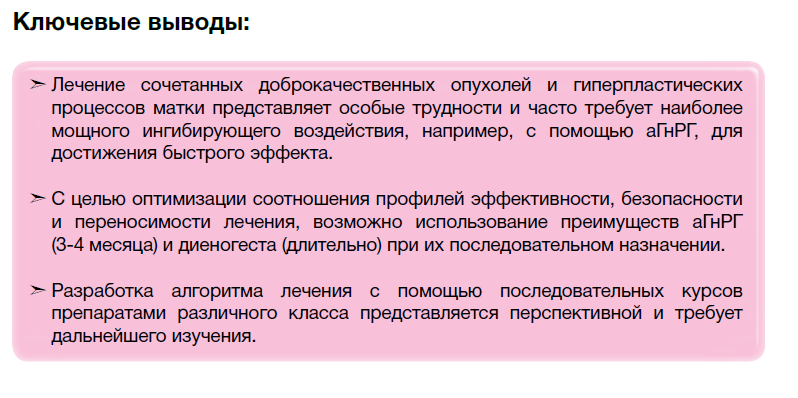 Ключевые выводы:
➣ Лечение сочетанных доброкачественных опухолей и гиперпластических
процессов матки представляет особые трудности и часто требует наиболее
мощного ингибирующего воздействия, например, с помощью аГнРГ, для
достижения быстрого эффекта.
➣ С целью оптимизации соотношения профилей эффективности, безопасности
и переносимости лечения, возможно использование преимуществ аГнРГ
(3-4 месяца) и диеногеста (длительно) при их последовательном назначении.
➣ Разработка алгоритма лечения с помощью последовательных курсов
препаратами различного класса представляется перспективной и требует
дальнейшего изучения.